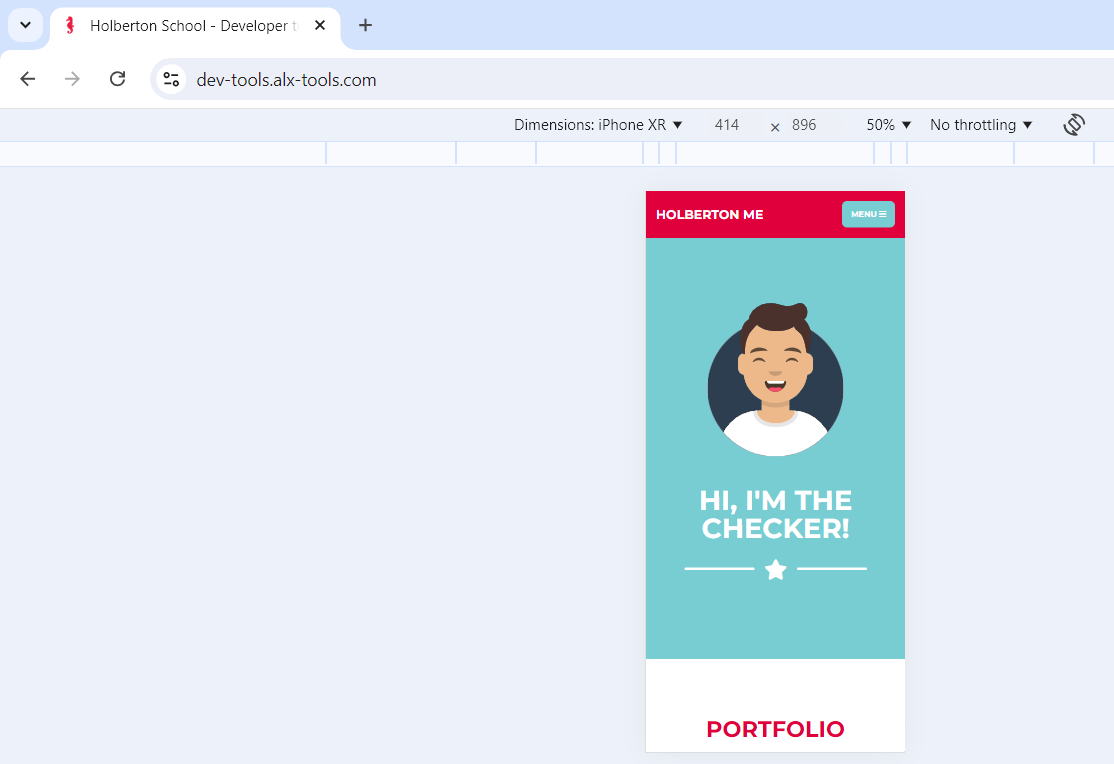 Holberton School - Developer t
dev-tools.alx-tools.com
Dimensions: iPhone XR 414 × 896 50% No throttling
HOLBERTON ME
MENU
HI, I'M THE
CHECKER!
PORTFOLIO